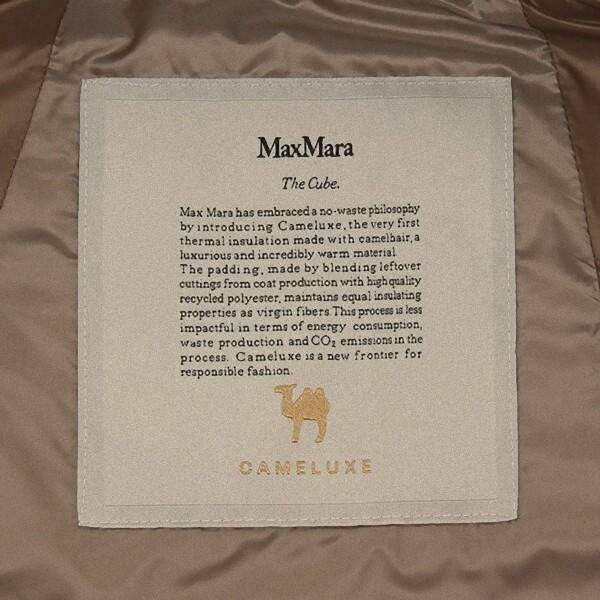 MaxMara
The Cube.
Max Mara has embraced a no-waste philosophy
by introducing Cameluxe, the very first
thermal insulation made with camelhair, a
luxurious and incredibly warm material.
The padding, made by blending leftover
cuttings from coat production with high quality
recycled polyester, maintains equal insulating
properties as virgin fibers. This process is less
impactful in terms of energy consumption,
waste production and CO₂ emissions in the
process. Cameluxe is a new frontier for
responsible fashion.
CAMELUXE